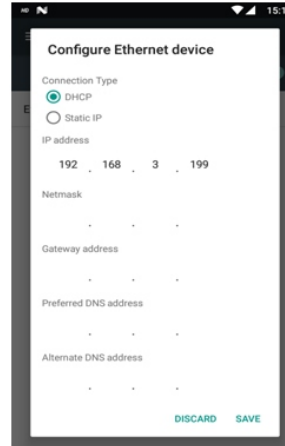 HD N 15:1
Configure Ethernet device
Connection Type
DHCP
Static IP
IP address
192 . 168 . 3 . 199
Netmask
. . .
Gateway address
. . .
Preferred DNS address
. . .
Alternate DNS address
. . .
DISCARD SAVE